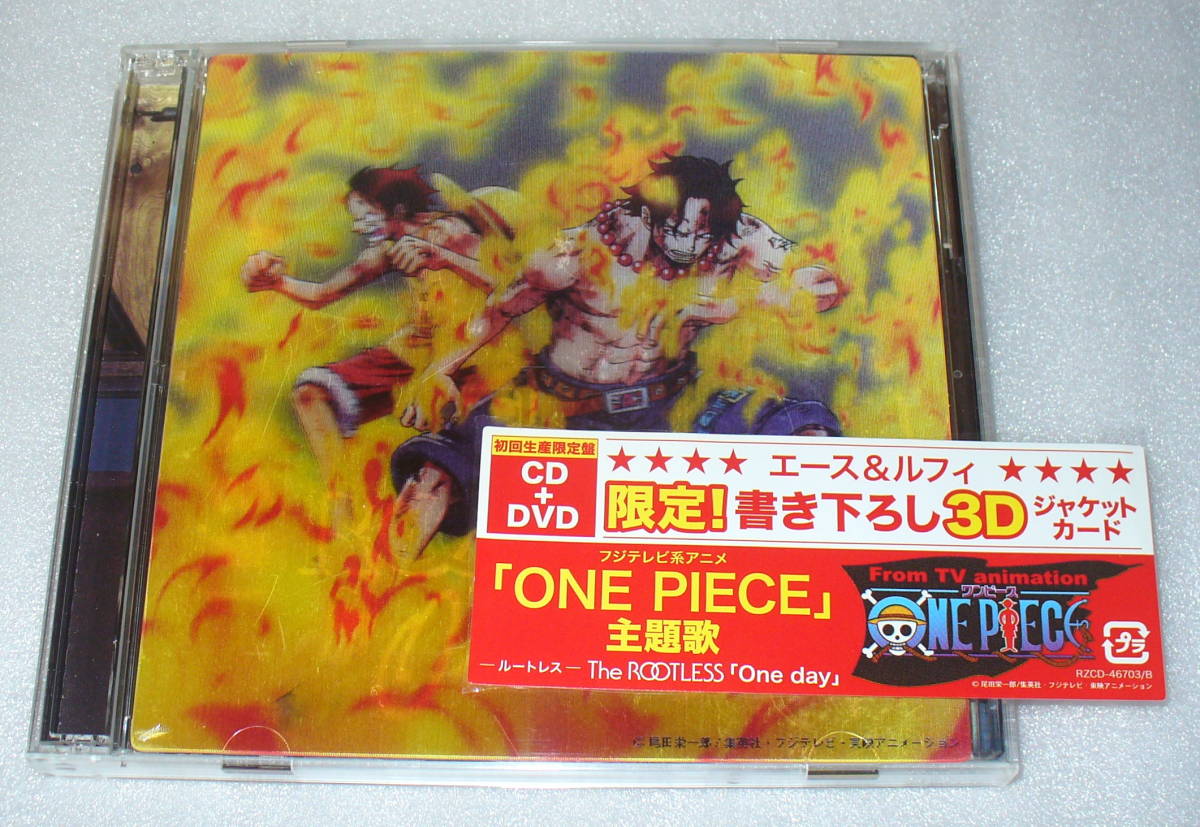 初回生産限定盤
CD
+
DVD
★★★★ エース&ルフィ ★★★★
限定!書き下ろし3Dジャケットカード
フジテレビ系アニメ
「ONE PIECE」
主題歌
—ルートレス— The ROOTLESS「One day」
From TV animation
ワンピース
ONE PIECE
プラ
RZCD-46703/B
© 尾田栄一郎/集英社・フジテレビ・東映アニメーション
© 尾田栄一郎/集英社・フジテレビ・東映アニメーション